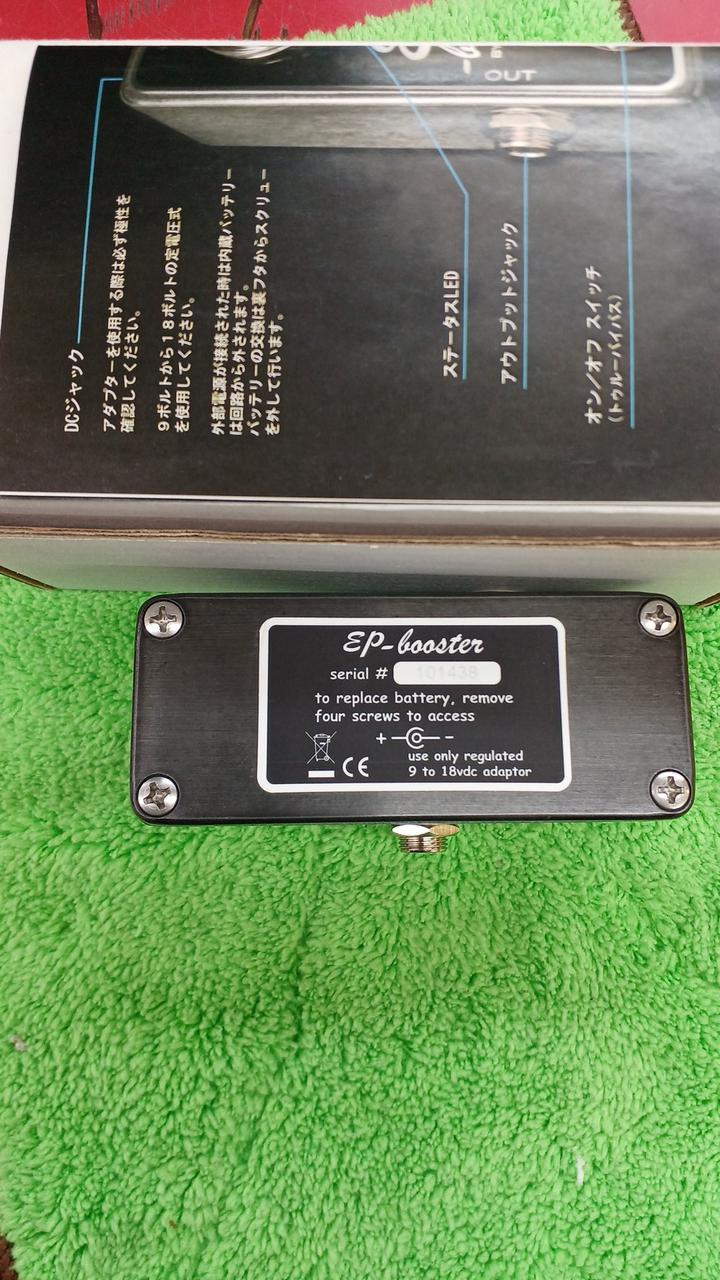 OUT
DCジャック
アダプターを使用する際は必ず極性を
確認してください。
9ボルトから18ボルトの定電圧式
を使用してください。
外部電源が接続された時は内蔵バッテリー
は回路から外されます。
バッテリーの交換は裏フタからスクリュー
を外して行います。
ステータスLED
アウトプットジャック
オン/オフ スイッチ
(トゥルーバイパス)
EP-booster
serial # 101438
to replace battery, remove
four screws to access
+ -
use only regulated
9 to 18vdc adaptor
CE